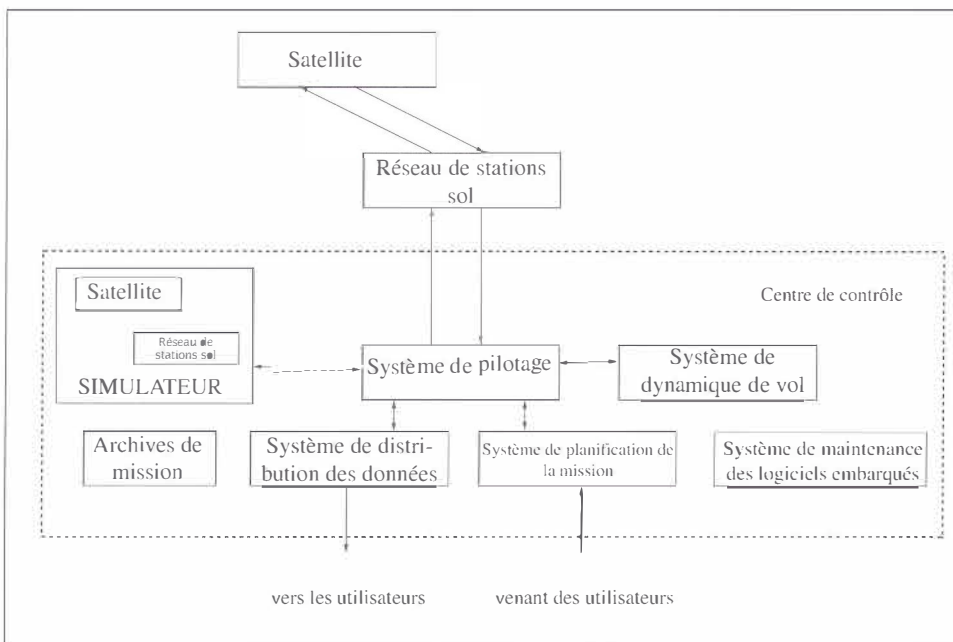 Satellite
Réseau de stations
sol
Satellite
Centre de contrôle
Réseau de
stations sol
SIMULATEUR
Système de pilotage
Système de
dynamique de vol
Archives de
mission
Système de distri-
bution des données
Système de planification de
la mission
Système de maintenance
des logiciels embarqués
vers les utilisateurs
venant des utilisateurs